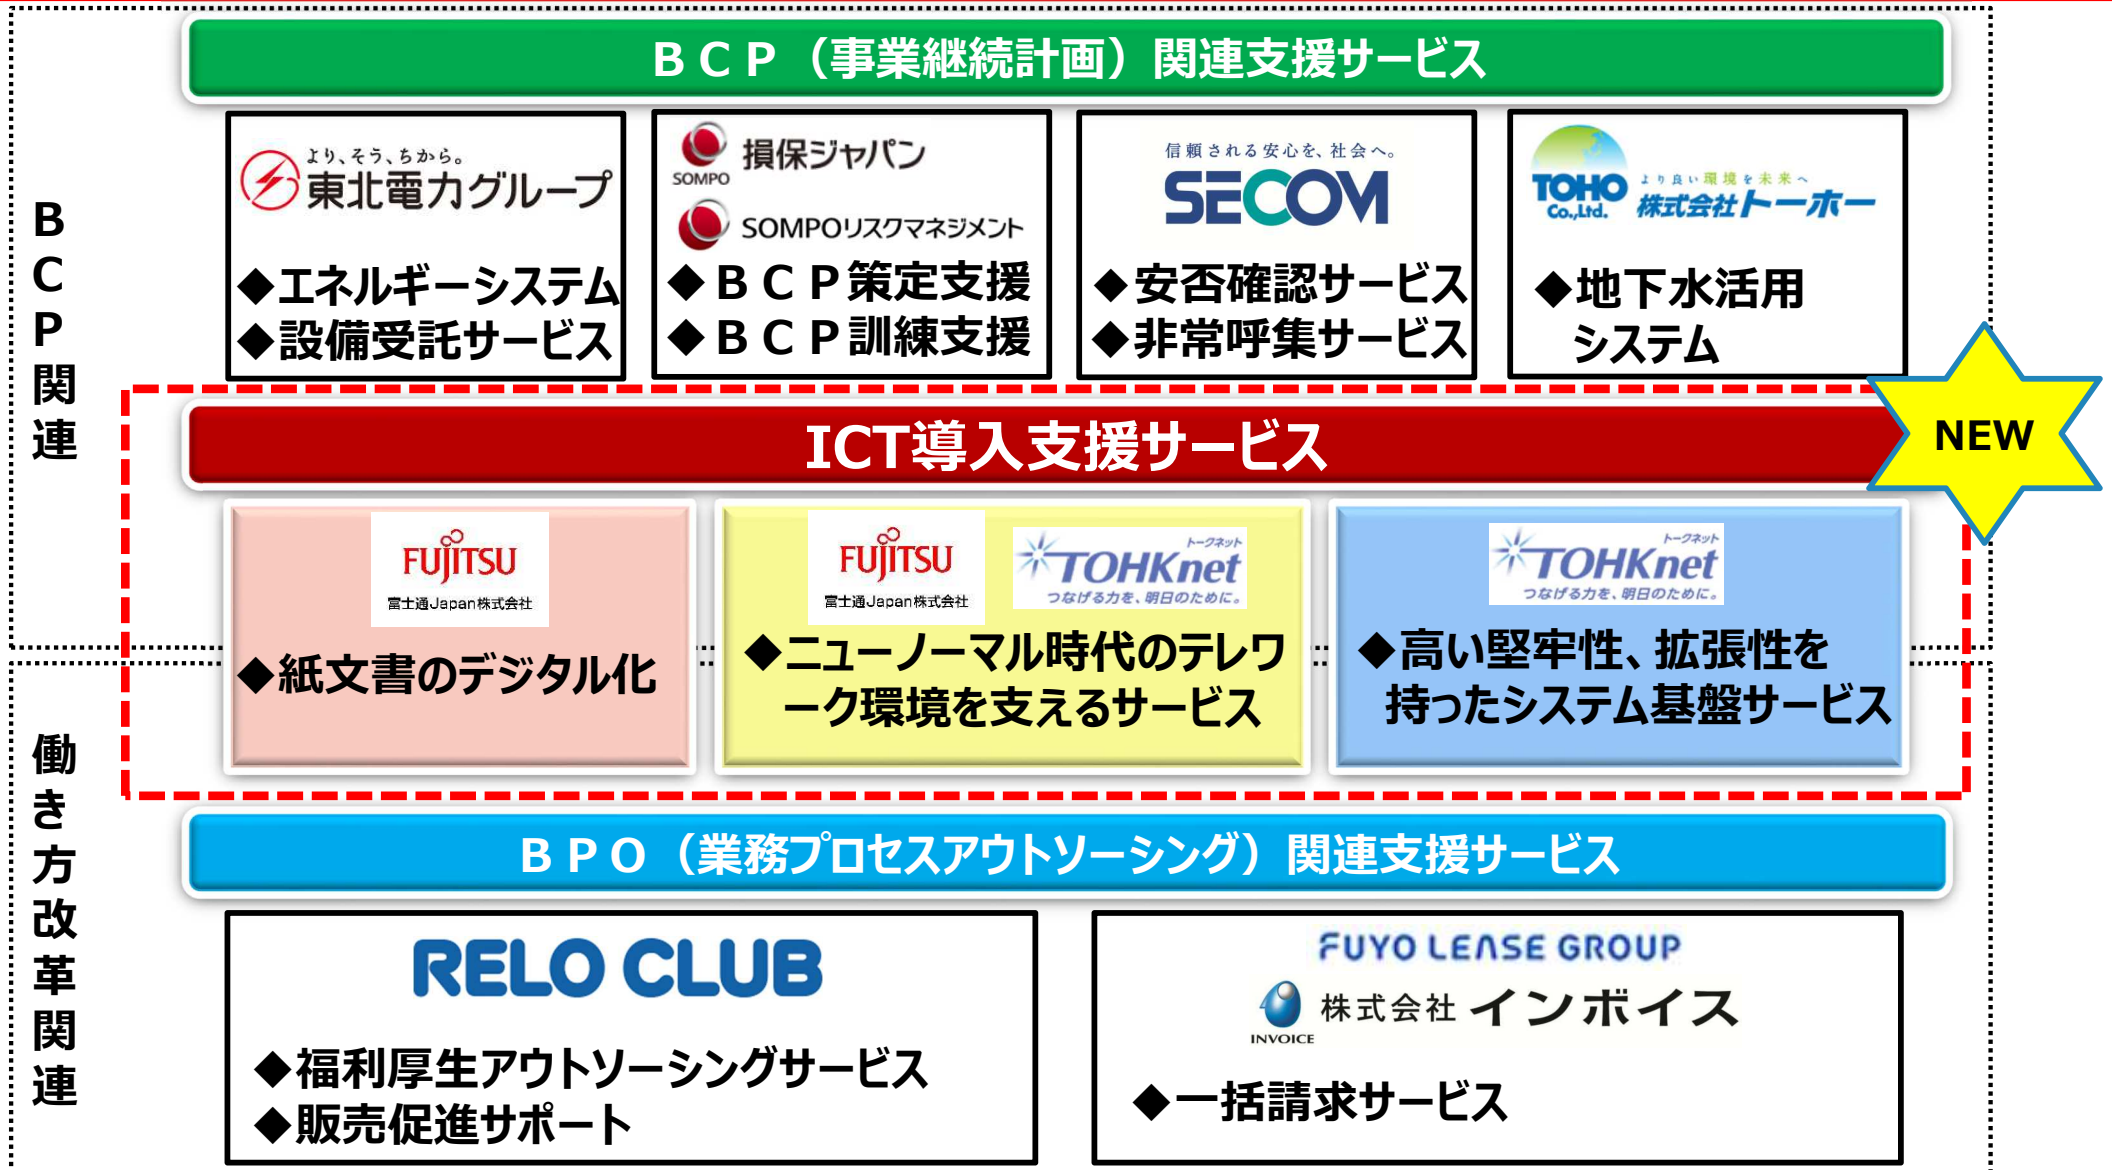 ＢＣＰ（事業継続計画）関連支援サービス
ＢＣＰ関連
より、そう、ちから。
東北電力グループ
◆エネルギーシステム
◆設備受託サービス
SOMPO
損保ジャパン
SOMPOリスクマネジメント
◆ＢＣＰ策定支援
◆ＢＣＰ訓練支援
信頼される安心を、社会へ。
SECOM
◆安否確認サービス
◆非常呼集サービス
TOHO
Co.,Ltd.
より良い環境を未来へ
株式会社トーホー
◆地下水活用
システム
NEW
ICT導入支援サービス
FUJITSU
富士通Japan株式会社
◆紙文書のデジタル化
FUJITSU
富士通Japan株式会社
トークネット
TOHKnet
つなげる力を、明日のために。
◆ニューノーマル時代のテレワ
ーク環境を支えるサービス
トークネット
TOHKnet
つなげる力を、明日のために。
◆高い堅牢性、拡張性を
持ったシステム基盤サービス
働き方改革関連
ＢＰＯ（業務プロセスアウトソーシング）関連支援サービス
RELO CLUB
◆福利厚生アウトソーシングサービス
◆販売促進サポート
FUYO LEASE GROUP
INVOICE
株式会社 インボイス
◆一括請求サービス